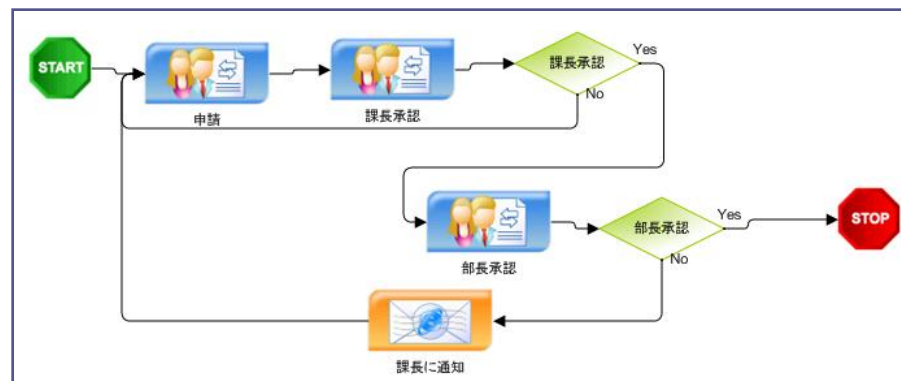 START
申請
課長承認
課長承認
Yes
No
部長承認
部長承認
Yes
No
STOP
課長に通知